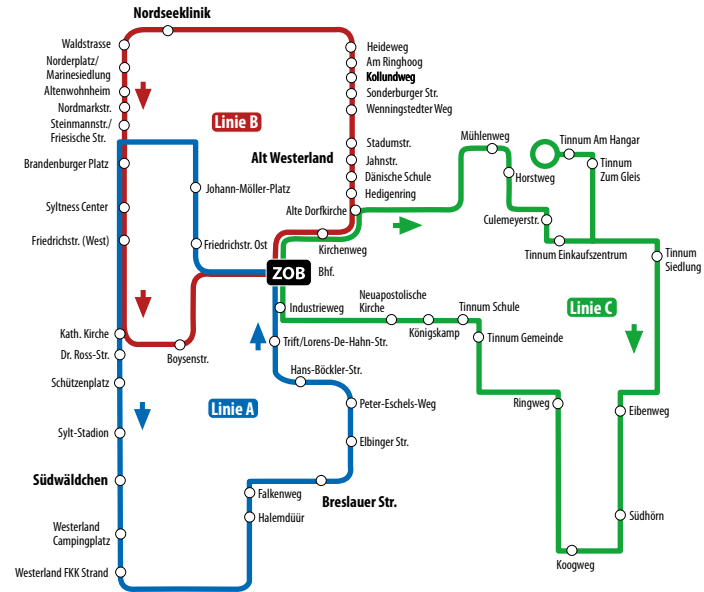 Nordseeklinik
Waldstrasse
Norderplatz/
Marinesiedlung
Altenwohnheim
Nordmarkstr.
Steinmannstr./
Friesische Str.
Brandenburger Platz
Syltness Center
Friedrichstr. (West)
Kath. Kirche
Dr. Ross-Str.
Schützenplatz
Sylt-Stadion
Südwäldchen
Westerland
Campingplatz
Westerland FKK Strand
Linie B
Alt Westerland
Johann-Möller-Platz
Friedrichstr. Ost
Boysenstr.
Heideweg
Am Ringhoog
Kollundweg
Sonderburger Str.
Wenningstedter Weg
Stadumstr.
Jahnstr.
Dänische Schule
Hedigenring
Alte Dorfkirche
Kirchenweg
ZOB
Bhf.
Industrieweg
Trift/Lorens-De-Hahn-Str.
Hans-Böckler-Str.
Linie A
Peter-Eschels-Weg
Elbinger Str.
Breslauer Str.
Falkenweg
Halemdüür
Mühlenweg
Horstweg
Culemeyerstr.
Tinnum Am Hangar
Tinnum
Zum Gleis
Tinnum Einkaufszentrum
Tinnum
Siedlung
Linie C
Neuapostolische
Kirche
Königskamp
Tinnum Schule
Tinnum Gemeinde
Ringweg
Eibenweg
Südhörn
Koogweg